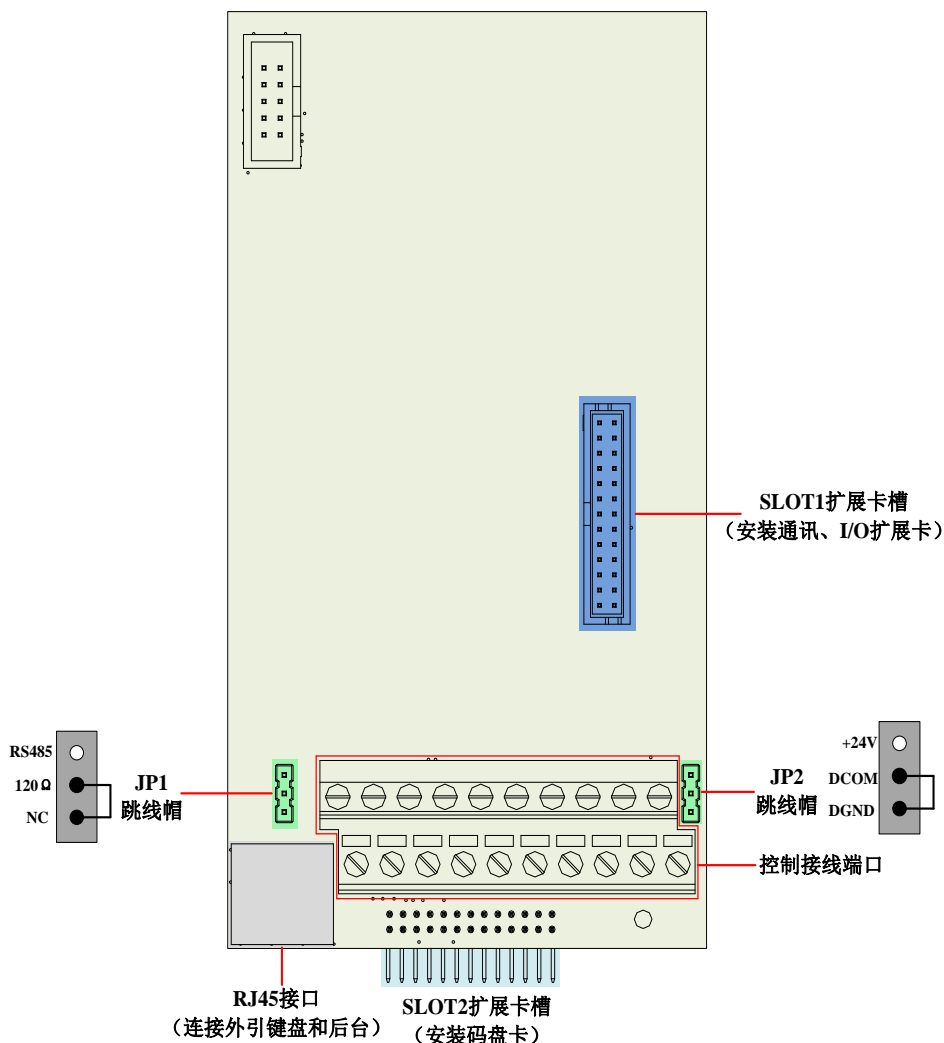 SLOT1扩展卡槽
（安装通讯、I/O扩展卡）
RS485
120Ω
NC
JP1
跳线帽
+24V
DCOM
DGND
JP2
跳线帽
控制接线端口
RJ45接口
（连接外引键盘和后台）
SLOT2扩展卡槽
（安装码盘卡）